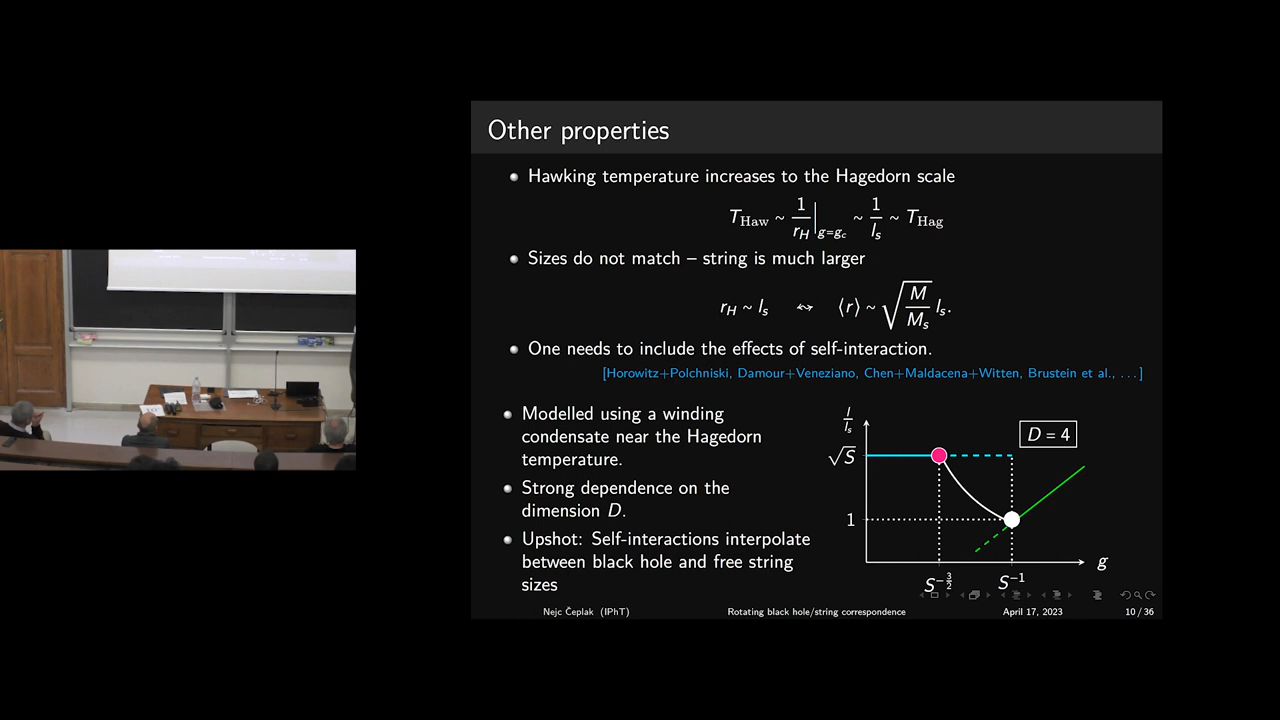 Other properties
Hawking temperature increases to the Hagedorn scale
T_Haw ~ 1/r_H |_{g=g_c} ~ 1/l_s ~ T_Hag
Sizes do not match – string is much larger
r_H ~ l_s ↭ ⟨r⟩ ~ √(M/M_s) l_s.
One needs to include the effects of self-interaction.
[Horowitz+Polchniski, Damour+Veneziano, Chen+Maldacena+Witten, Brustein et al., ...]
Modelled using a winding
condensate near the Hagedorn
temperature.
Strong dependence on the
dimension D.
Upshot: Self-interactions interpolate
between black hole and free string
sizes
l/l_s
D = 4
√S
1
g
S^{-3/2}
S^{-1}
Nejc Čeplak (IPhT)
Rotating black hole/string correspondence
April 17, 2023
10 / 36